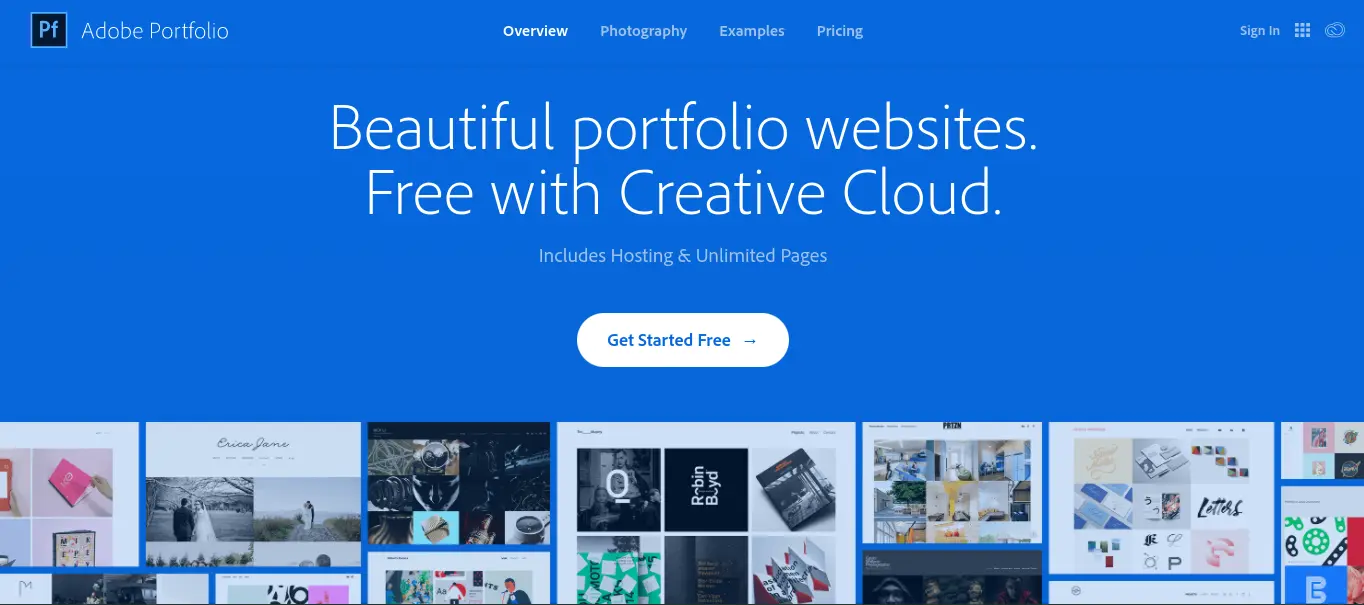 Pf Adobe Portfolio
Overview Photography Examples Pricing
Sign In
Beautiful portfolio websites.
Free with Creative Cloud.
Includes Hosting & Unlimited Pages
Get Started Free →
Erica Jane
PRTZN
Robin
Boyd
Letters